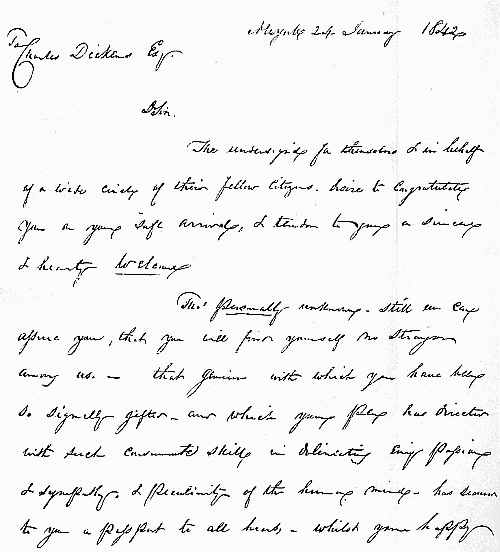 NYork 24 January 1842
To
Charles Dickens Esq.
D Sir.
The undersigned for themselves & in behalf
of a wide circle of their fellow Citizens. desire to Congratulate
you on your safe arrival, & tender to you a sincere
& hearty Welcome
Tho' personally unknown. still we can
assure you, that you will find yourself no Stranger
among us. — that genius with which you have been
so signally gifted — and which your Pen has directed
with such consummate skill in delineating every passion
& sympathy & peculiarity of the human mind — has secured
to you a passport to all hearts — whilst your happy